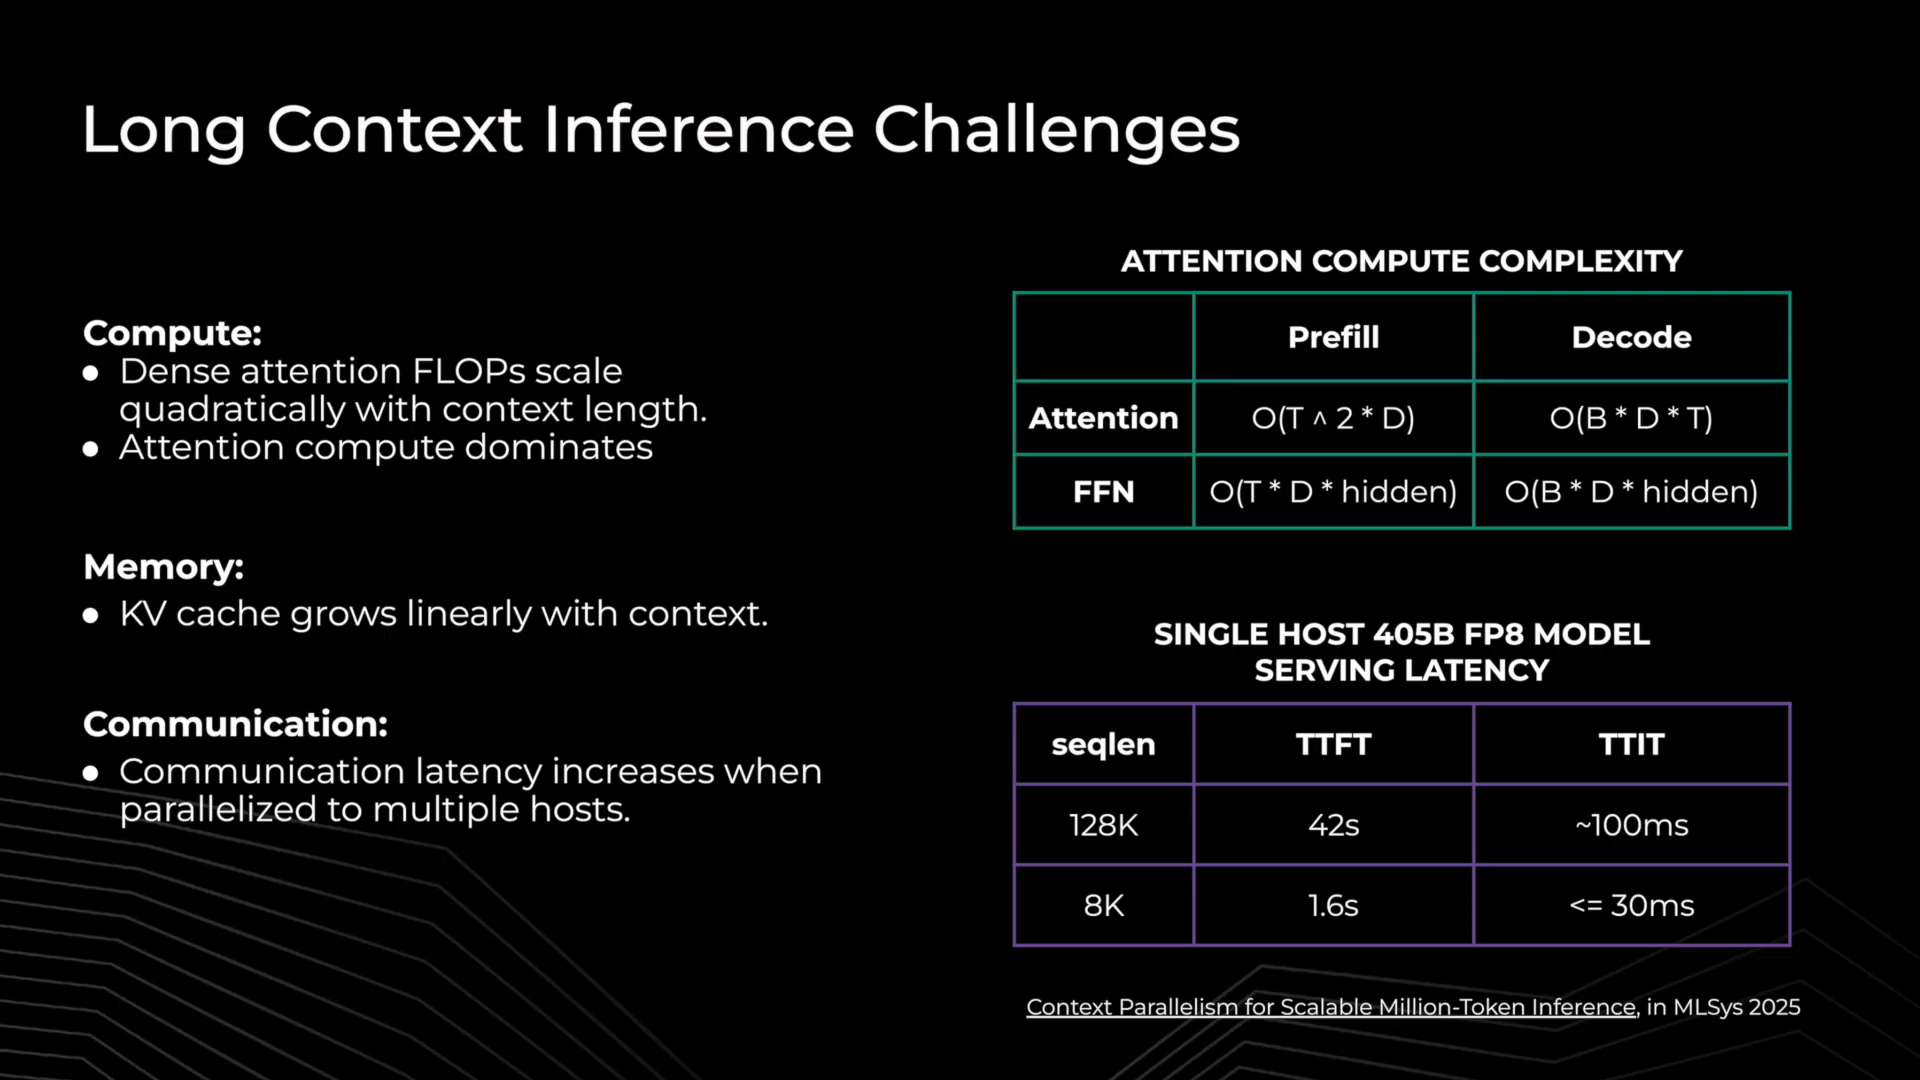 Long Context Inference Challenges
Compute:
● Dense attention FLOPs scale
quadratically with context length.
● Attention compute dominates
Memory:
● KV cache grows linearly with context.
Communication:
● Communication latency increases when
parallelized to multiple hosts.
ATTENTION COMPUTE COMPLEXITY
Prefill Decode
Attention O(T ^ 2 * D) O(B * D * T)
FFN O(T * D * hidden) O(B * D * hidden)
SINGLE HOST 405B FP8 MODEL
SERVING LATENCY
seqlen TTFT TTIT
128K 42s ~100ms
8K 1.6s <= 30ms
Context Parallelism for Scalable Million-Token Inference, in MLSys 2025